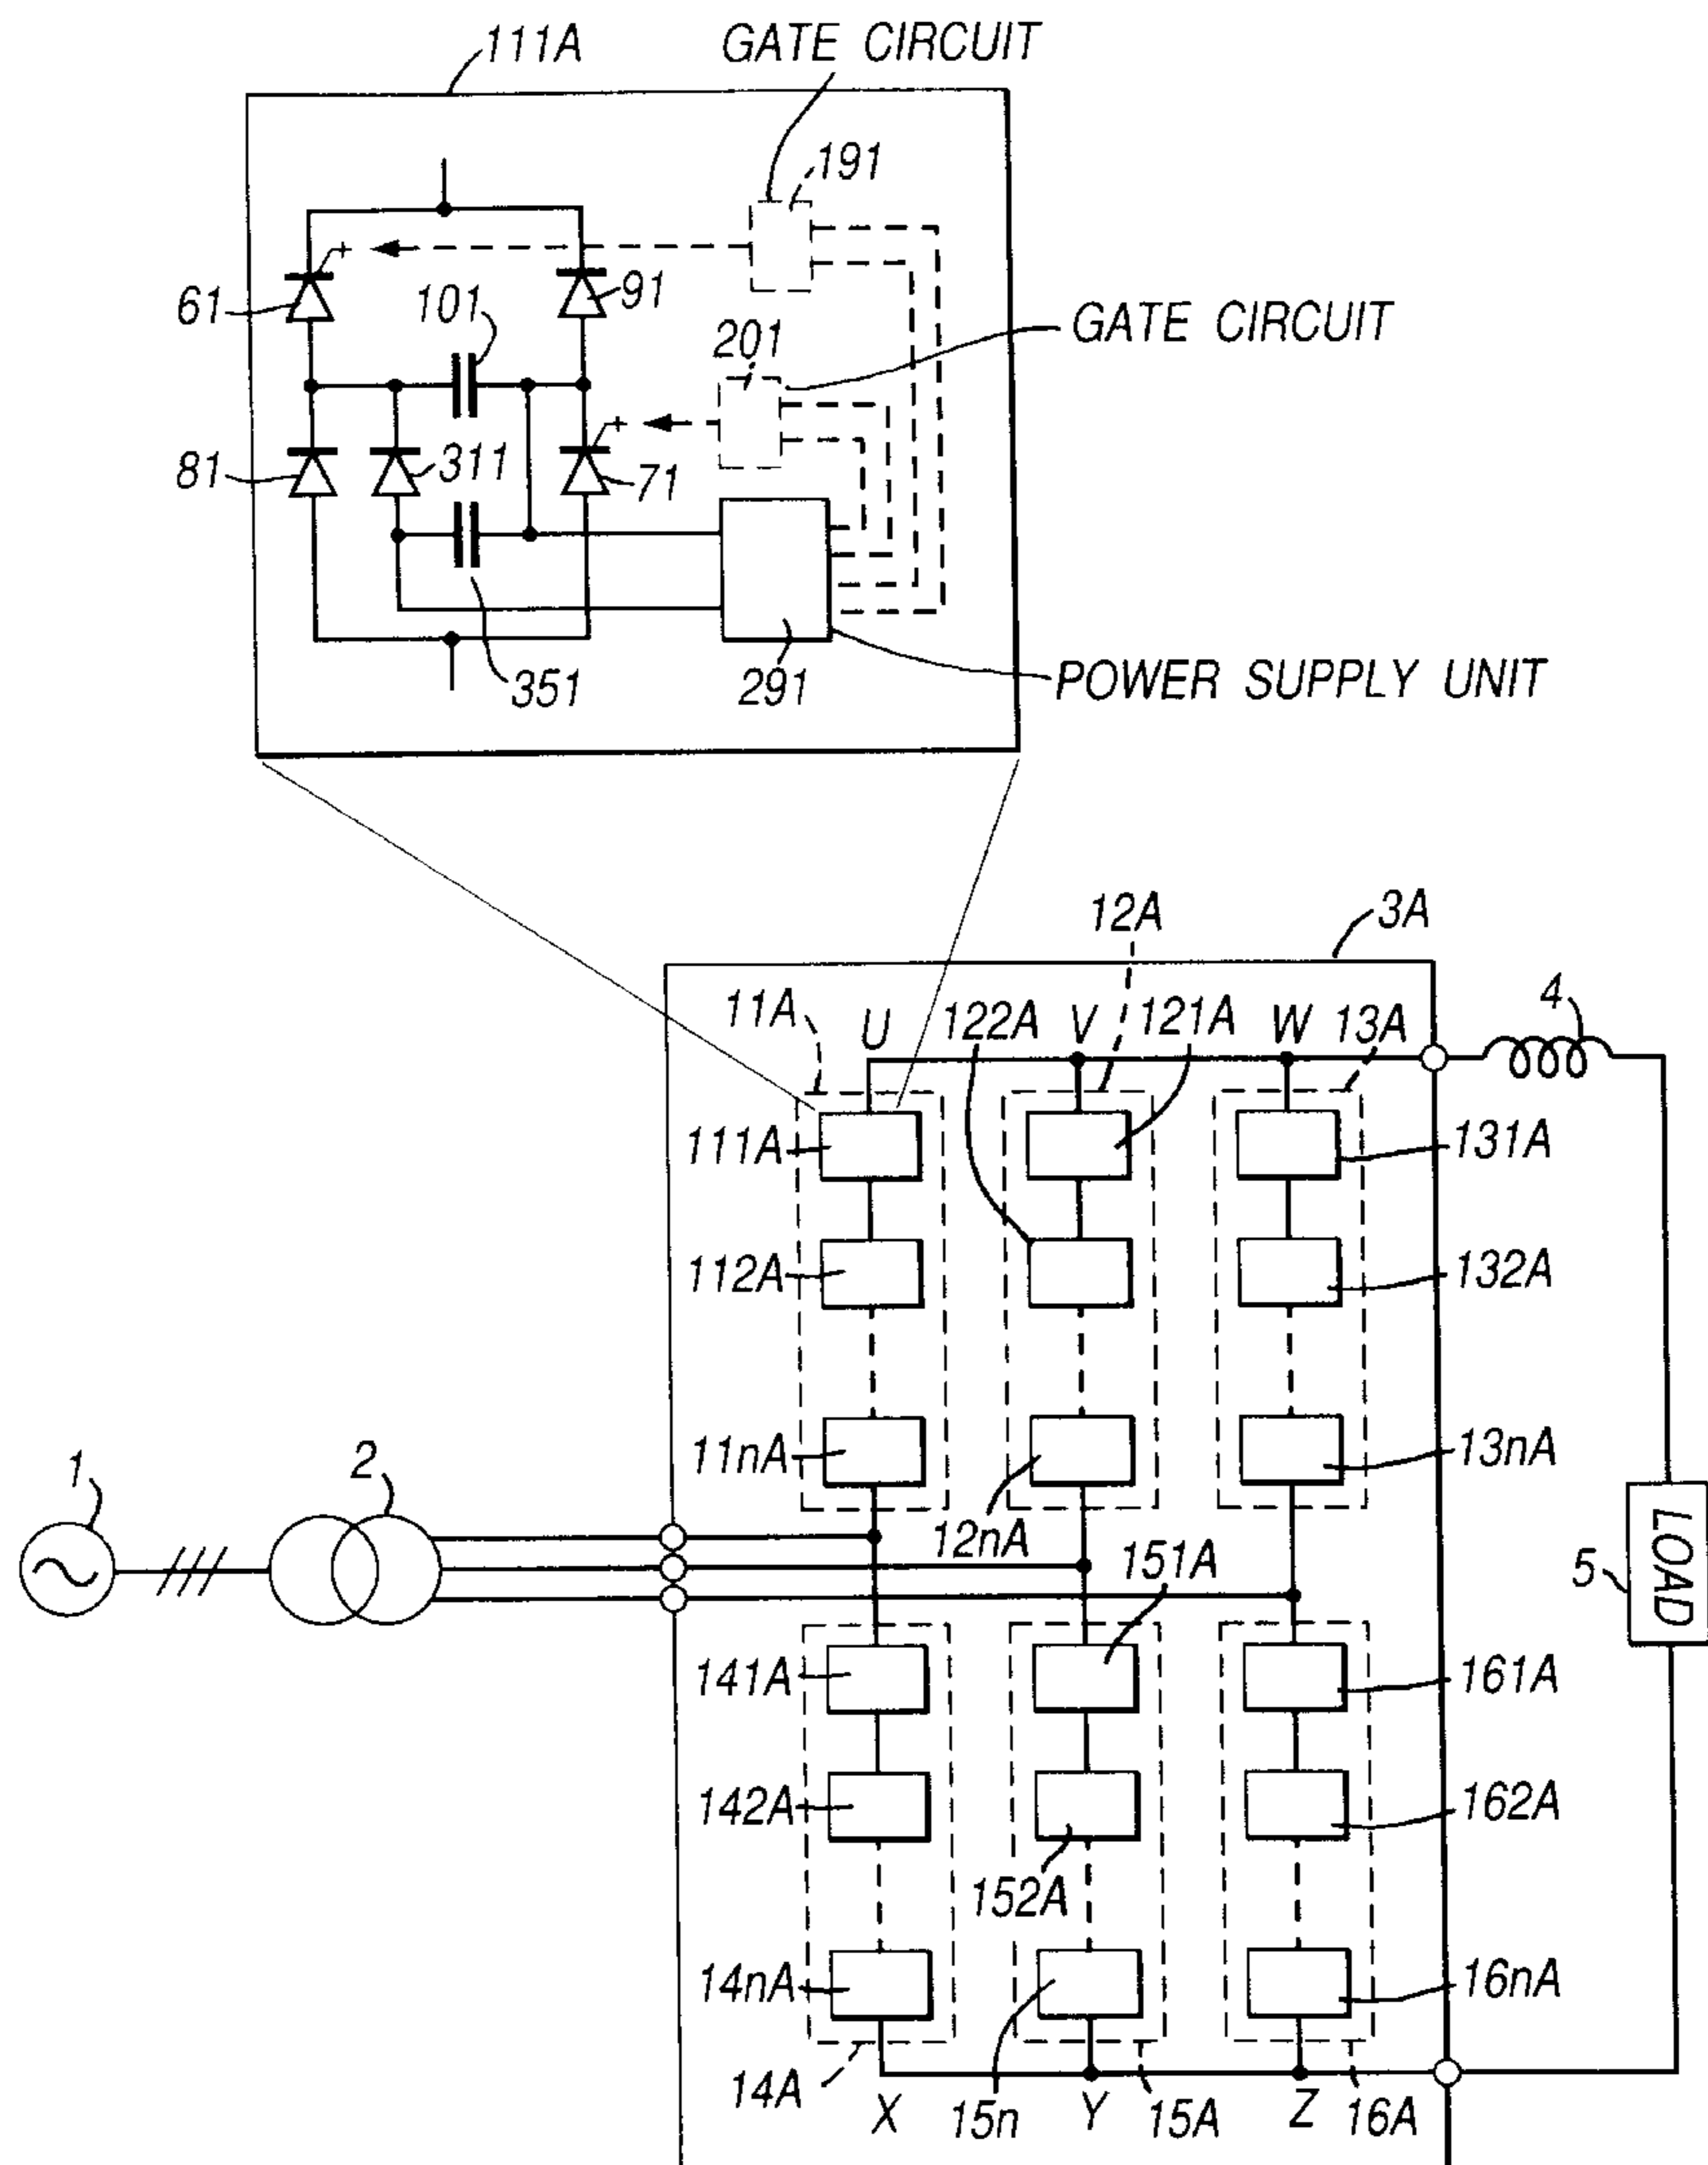 111A
GATE CIRCUIT
191
61
101
91
201
GATE CIRCUIT
81
311
71
351
291
POWER SUPPLY UNIT
12A
3A
11A
U
122A
V
121A
W
13A
4
111A
131A
112A
132A
11nA
13nA
1
2
12nA
151A
5
LOAD
141A
161A
142A
162A
152A
14nA
16nA
14A
X
15n
Y
15A
Z
16A